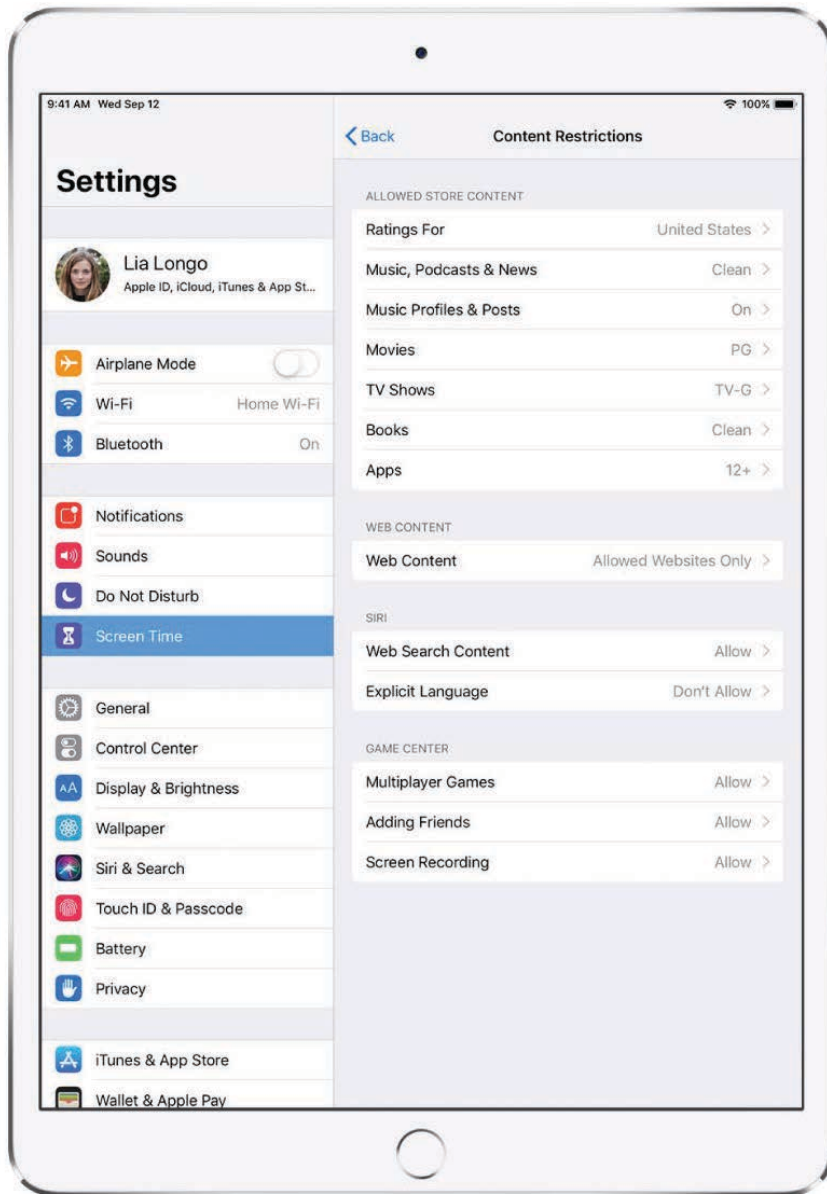 9:41 AM Wed Sep 12
100%
Settings
Lia Longo
Apple ID, iCloud, iTunes & App St...
Airplane Mode
Wi-Fi Home Wi-Fi
Bluetooth On
Notifications
Sounds
Do Not Disturb
Screen Time
General
Control Center
AA Display & Brightness
Wallpaper
Siri & Search
Touch ID & Passcode
Battery
Privacy
iTunes & App Store
Wallet & Apple Pay
Back Content Restrictions
ALLOWED STORE CONTENT
Ratings For United States
Music, Podcasts & News Clean
Music Profiles & Posts On
Movies PG
TV Shows TV-G
Books Clean
Apps 12+
WEB CONTENT
Web Content Allowed Websites Only
SIRI
Web Search Content Allow
Explicit Language Don't Allow
GAME CENTER
Multiplayer Games Allow
Adding Friends Allow
Screen Recording Allow